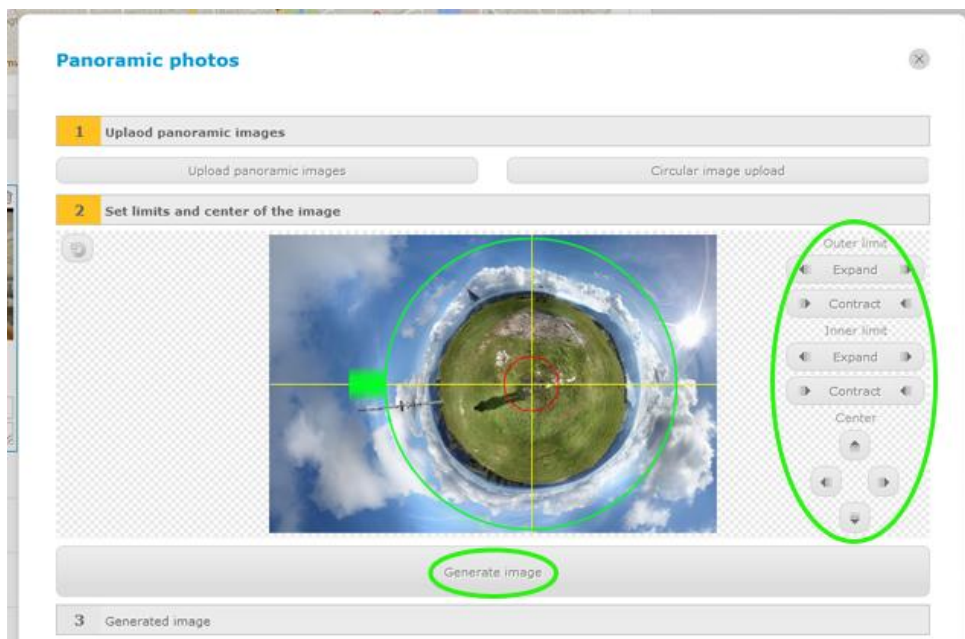 Panoramic photos
1 Uplaod panoramic images
Upload panoramic images Circular image upload
2 Set limits and center of the image
Outer limit
Expand
Contract
Inner limit
Expand
Contract
Center
Generate image
3 Generated image